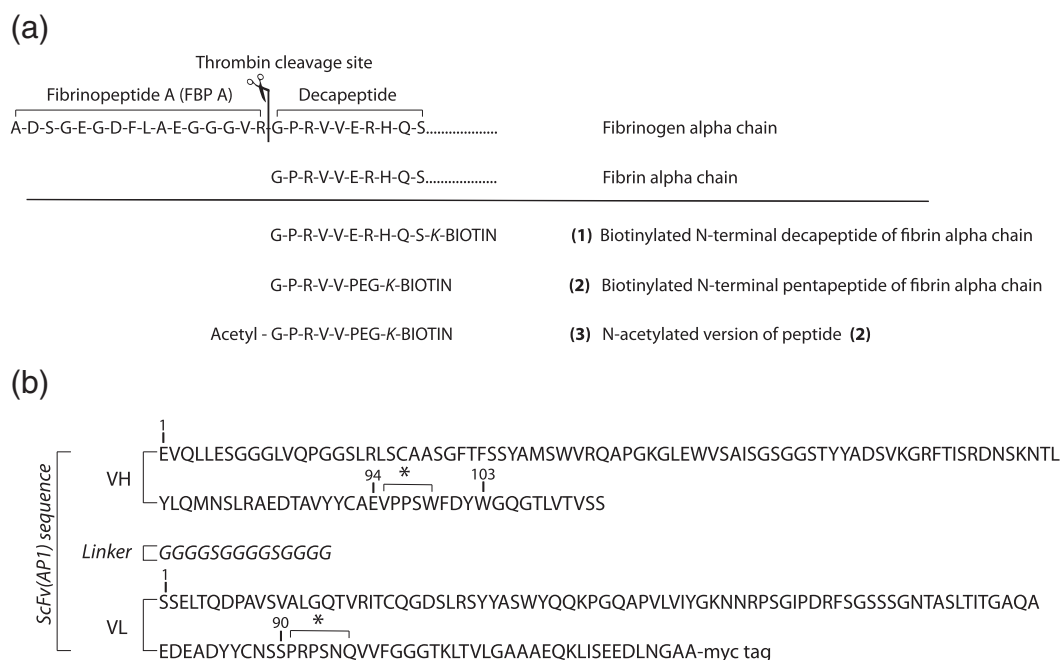 (a)
Thrombin cleavage site
Fibrinopeptide A (FBP A) Decapeptide
A-D-S-G-E-G-D-F-L-A-E-G-G-G-V-R-G-P-R-V-V-E-R-H-Q-S................... Fibrinogen alpha chain
G-P-R-V-V-E-R-H-Q-S................... Fibrin alpha chain
G-P-R-V-V-E-R-H-Q-S-K-BIOTIN (1) Biotinylated N-terminal decapeptide of fibrin alpha chain
G-P-R-V-V-PEG-K-BIOTIN (2) Biotinylated N-terminal pentapeptide of fibrin alpha chain
Acetyl - G-P-R-V-V-PEG-K-BIOTIN (3) N-acetylated version of peptide (2)
(b)
ScFv(AP1) sequence
1
VH
EVQLLESGGGLVQPGGSLRLSCAASGFTFSSYAMSWVRQAPGKGLEWVSAISGSGGSTYYADSVKGRFTISRDNSKNTL
94 * 103
YLQMNSLRAEDTAVYYCAEVPPSWFDYWGQGTLVTVSS
Linker GGGGSGGGGSGGGG
1
VL
SSELTQDPAVSVALGQTVRITCQGDSLRSYYASWYQQKPGQAPVLVIYGKNNRPSGIPDRFSGSSSGNTASLTITGAQA
90 *
EDEADYYCNSSPRPSNQVVFGGGTKLTVLGAAAEQKLISEEDLNGAA-myc tag